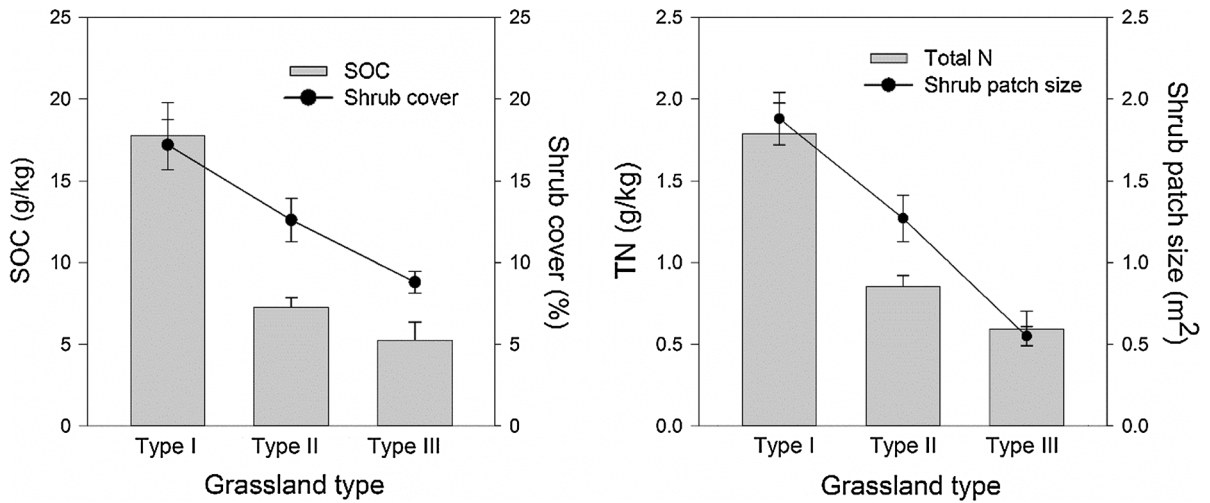 25
20
15
10
5
0
SOC (g/kg)
SOC
Shrub cover
25
20
15
10
5
0
Shrub cover (%)
Type I
Type II
Type III
Grassland type
2.5
2.0
1.5
1.0
0.5
0.0
TN (g/kg)
Total N
Shrub patch size
2.5
2.0
1.5
1.0
0.5
0.0
Shrub patch size (m²)
Type I
Type II
Type III
Grassland type